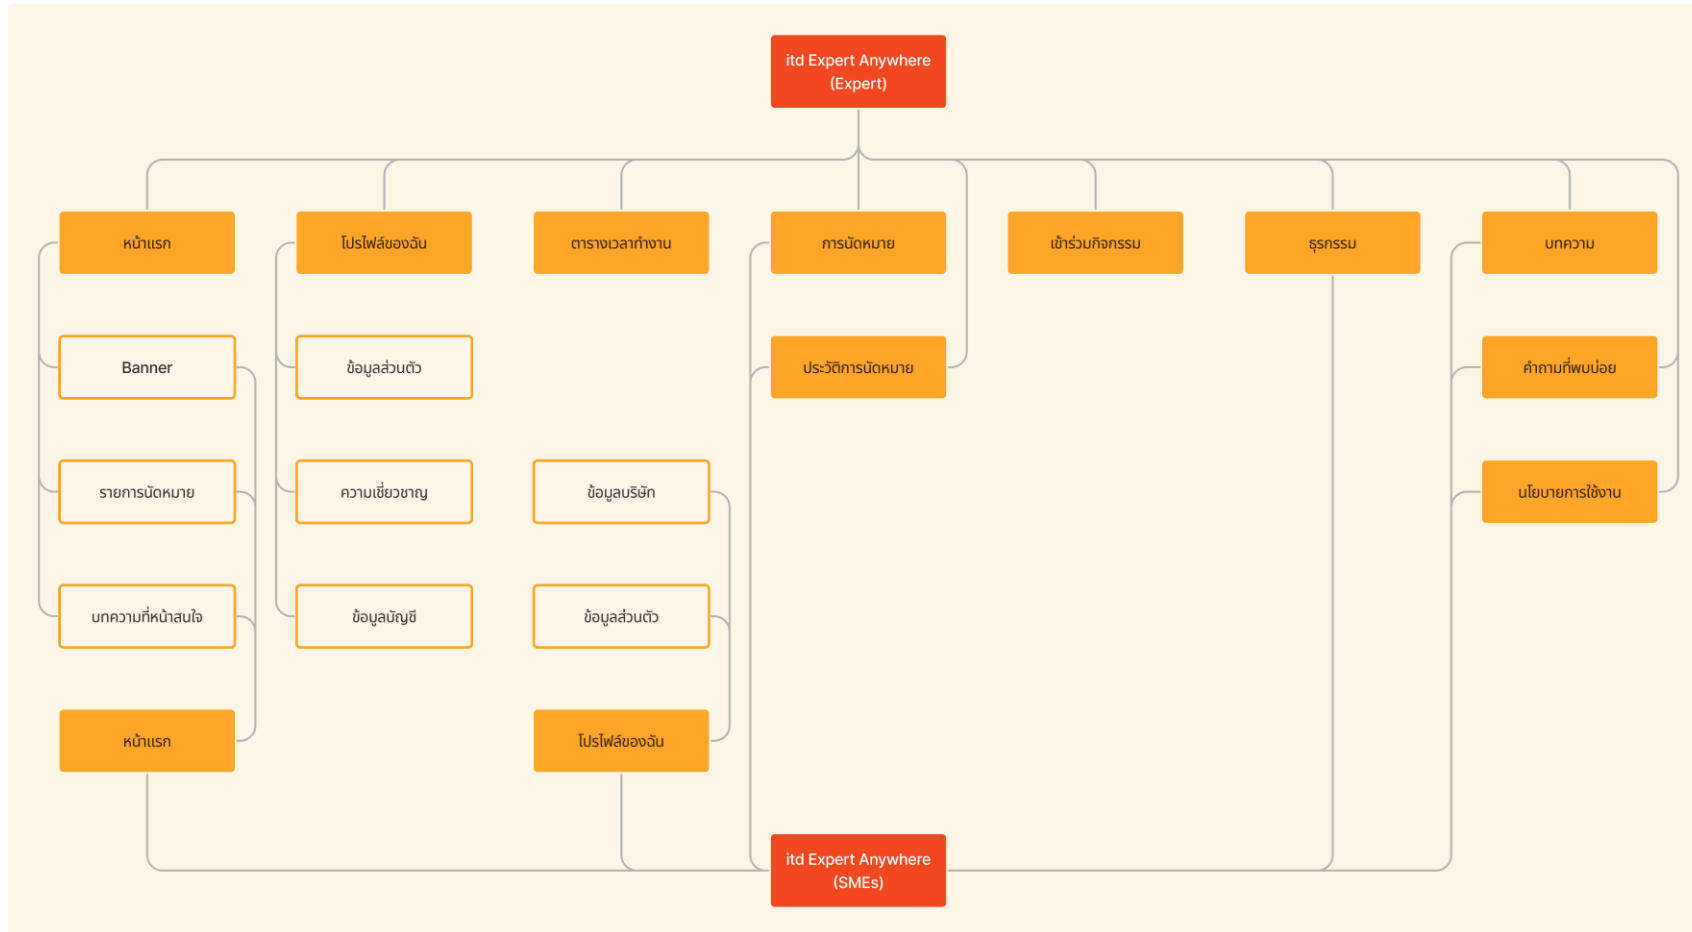 itd Expert Anywhere
(Expert)
หน้าแรก
โปรไฟล์ของฉัน
ตารางเวลาทำงาน
การนัดหมาย
เข้าร่วมกิจกรรม
ธุรกรรม
บทความ
Banner
ข้อมูลส่วนตัว
ประวัติการนัดหมาย
คำถามที่พบบ่อย
รายการนัดหมาย
ความเชี่ยวชาญ
ข้อมูลบริษัท
นโยบายการใช้งาน
บทความที่หน้าสนใจ
ข้อมูลบัญชี
ข้อมูลส่วนตัว
หน้าแรก
โปรไฟล์ของฉัน
itd Expert Anywhere
(SMEs)